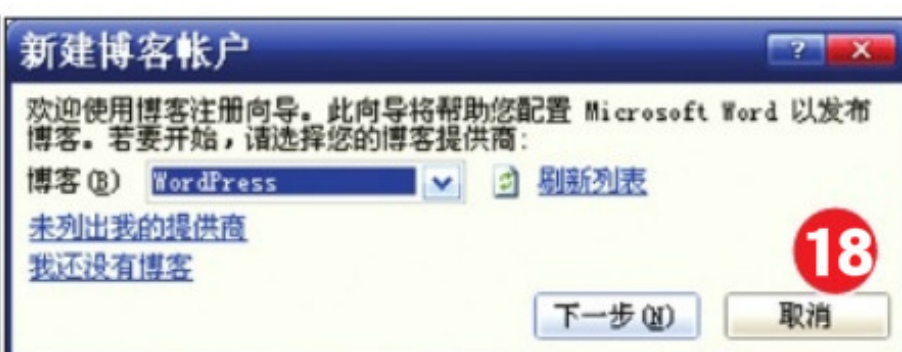 新建博客帐户
?
欢迎使用博客注册向导。此向导将帮助您配置 Microsoft Word 以发布
博客。若要开始,请选择您的博客提供商:
博客(B) WordPress 刷新列表
未列出我的提供商
我还没有博客
18
下一步(N) 取消